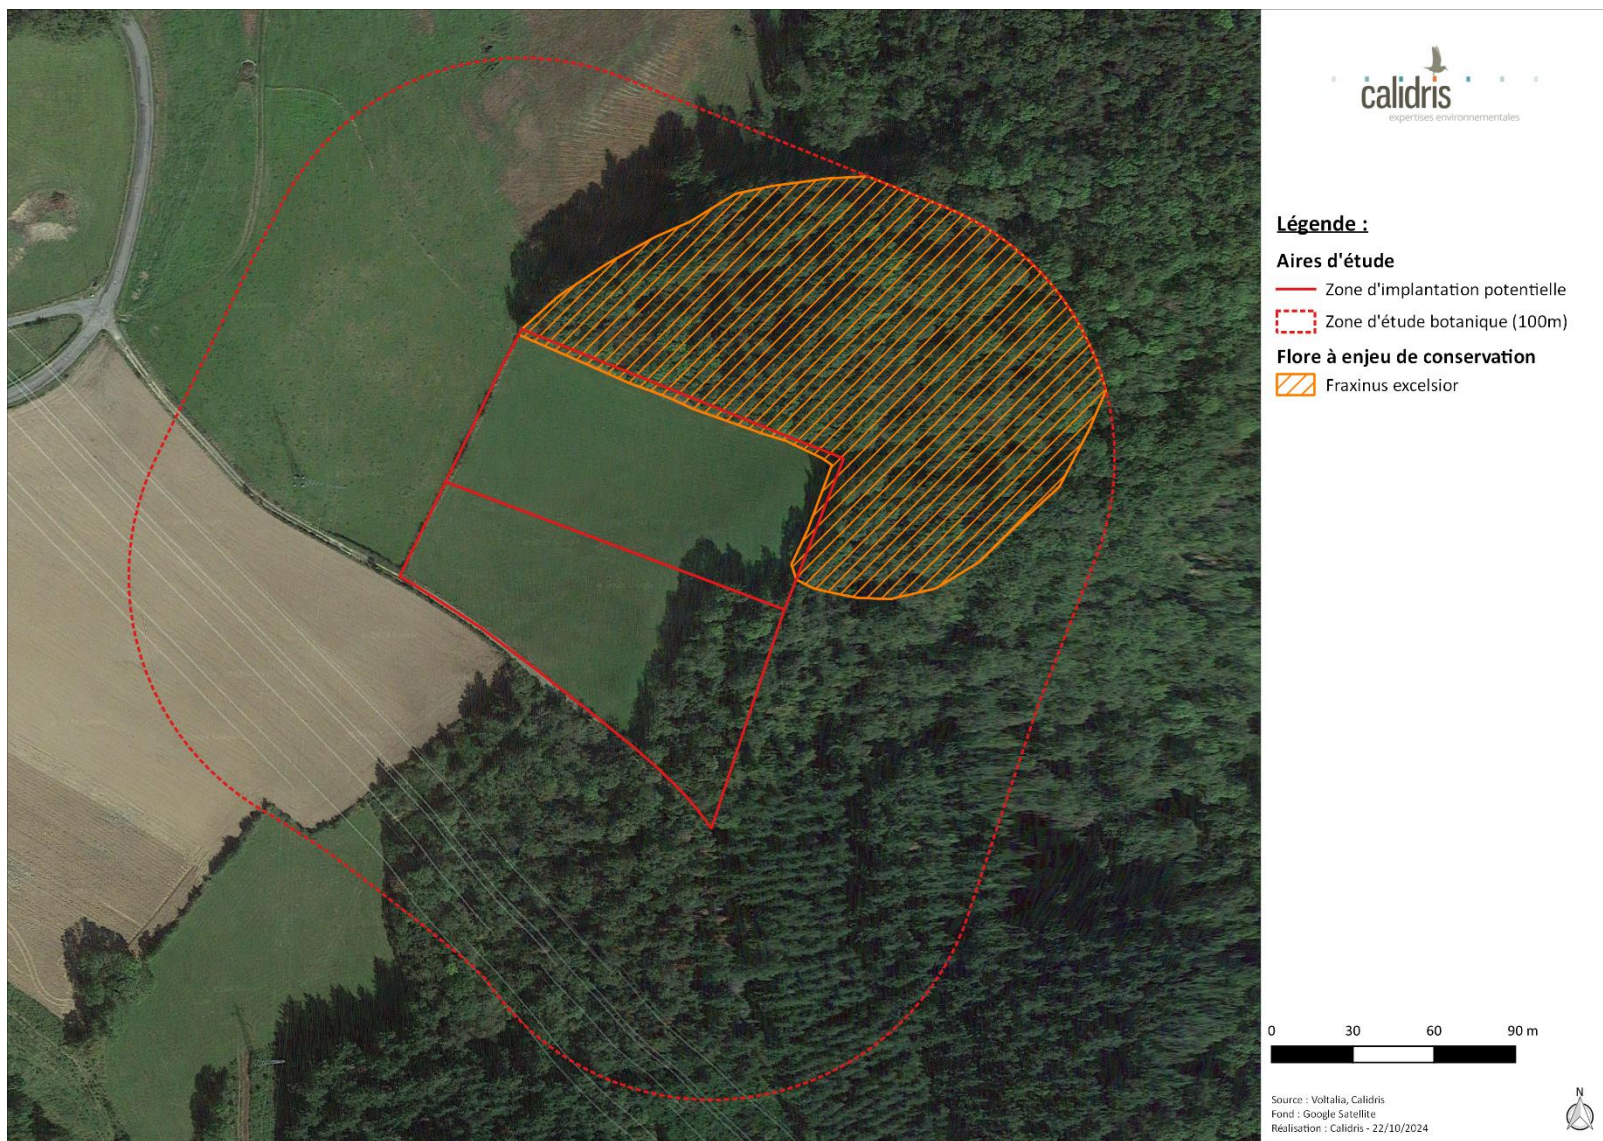 calidris
expertises environnementales
Légende :
Aires d'étude
Zone d'implantation potentielle
Zone d'étude botanique (100m)
Flore à enjeu de conservation
Fraxinus excelsior
0 30 60 90 m
Source : Voltalia, Calidris
Fond : Google Satellite
Réalisation : Calidris - 22/10/2024
N